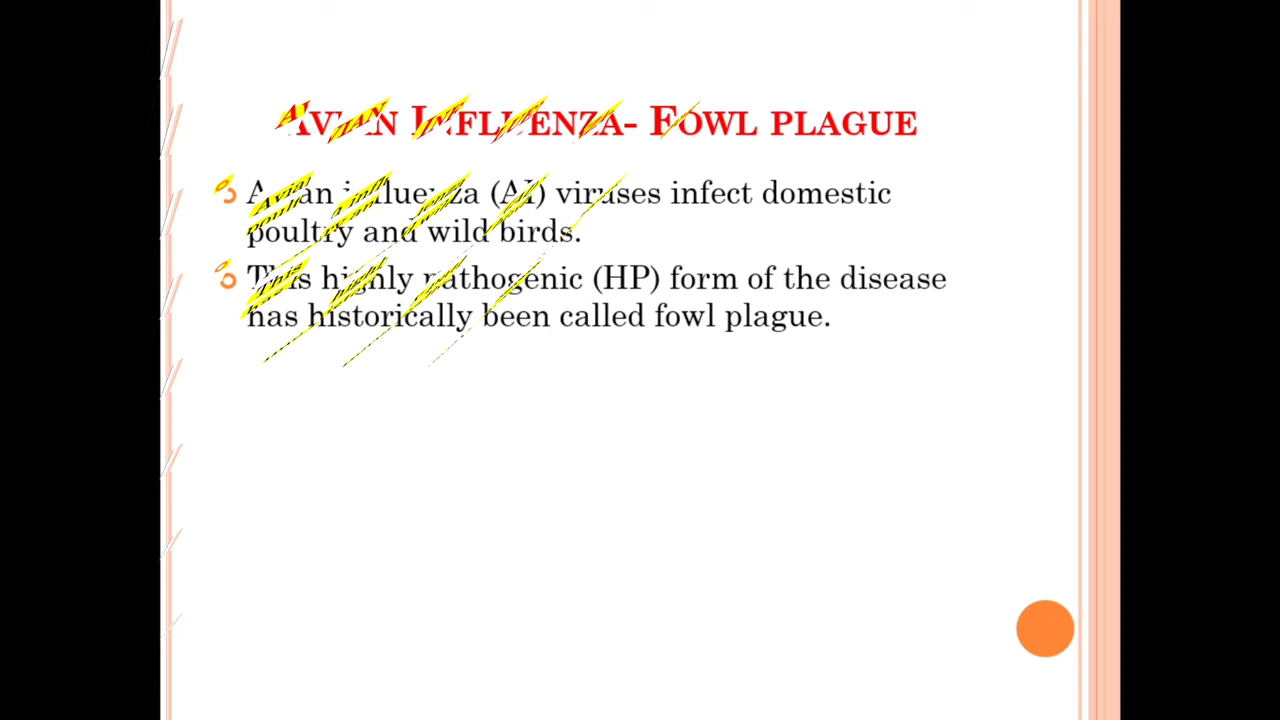 AVIAN INFLUENZA- FOWL PLAGUE
Avian influenza (AI) viruses infect domestic
poultry and wild birds.
This highly pathogenic (HP) form of the disease
has historically been called fowl plague.